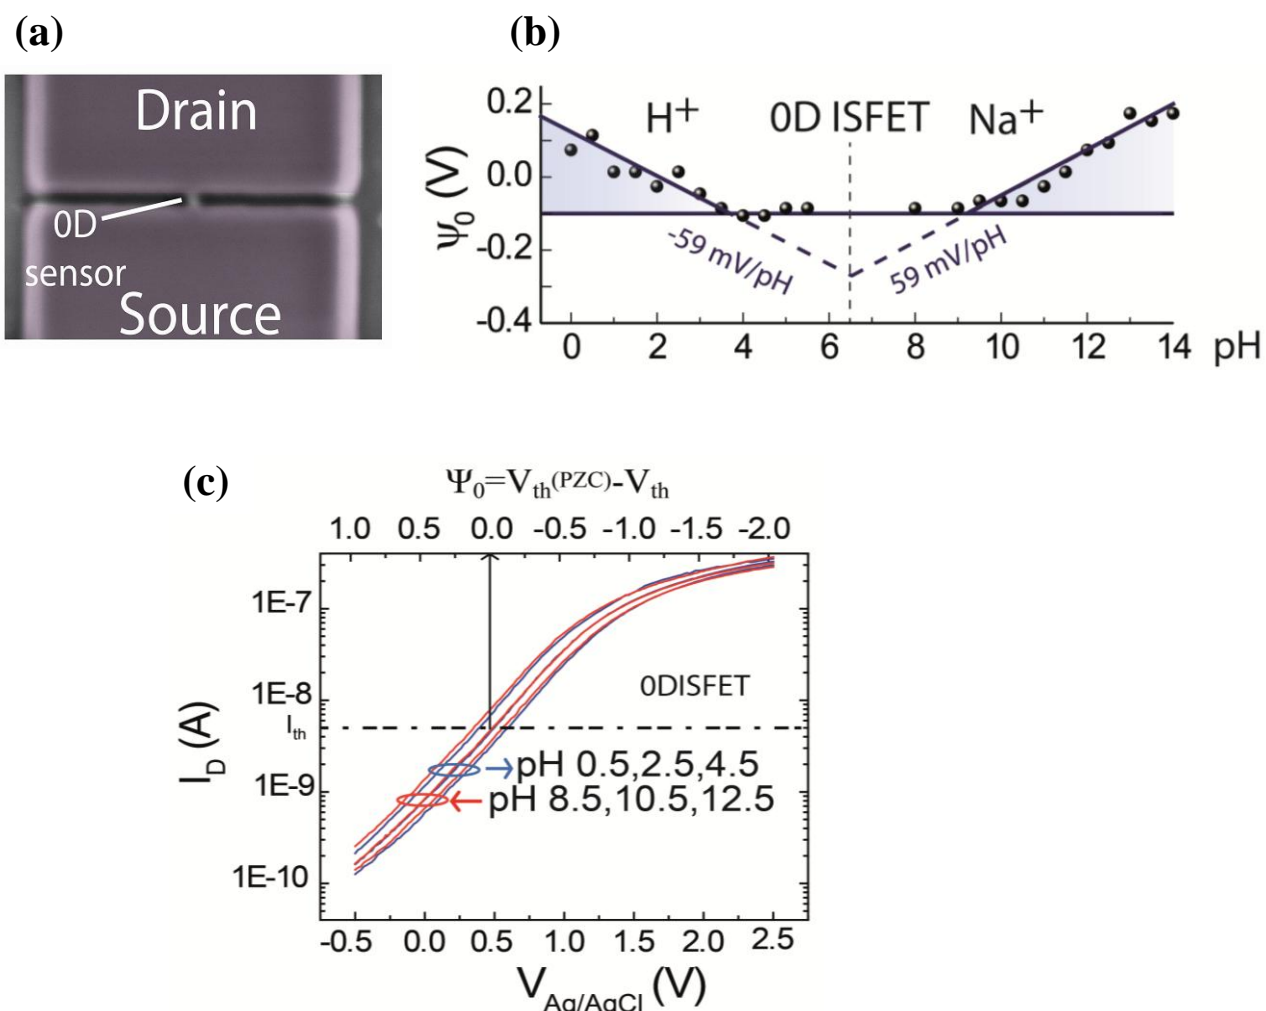 (a)
Drain
0D
sensor
Source
(b)
0.2
0.0
-0.2
-0.4
Ψ0 (V)
H+ 0D ISFET Na+
-59 mV/pH
59 mV/pH
0 2 4 6 8 10 12 14 pH
(c)
Ψ0=Vth(PZC)-Vth
1.0 0.5 0.0 -0.5 -1.0 -1.5 -2.0
1E-7
1E-8
Ith
1E-9
1E-10
ID (A)
0DISFET
pH 0.5,2.5,4.5
pH 8.5,10.5,12.5
-0.5 0.0 0.5 1.0 1.5 2.0 2.5
VAg/AgCl (V)